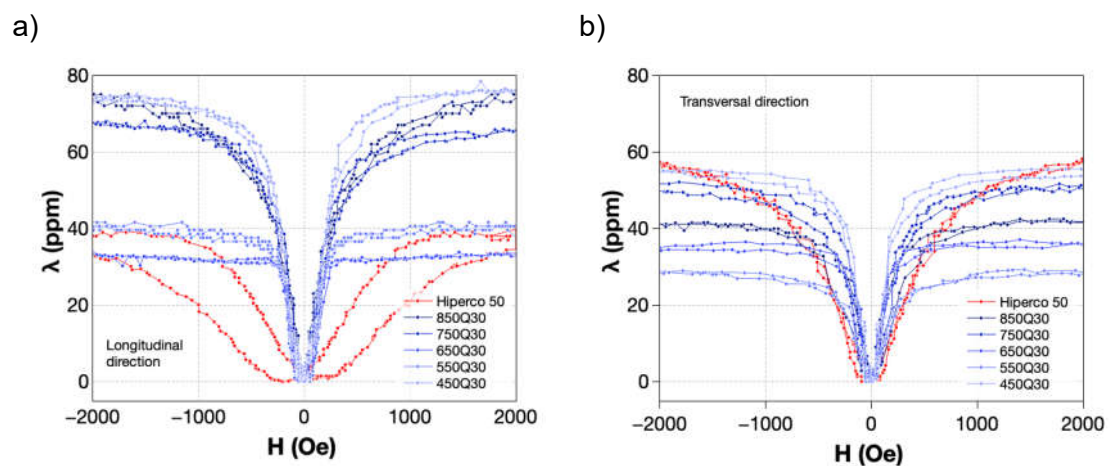 a)
80
60
40
20
0
λ (ppm)
Longitudinal
direction
Hiperco 50
850Q30
750Q30
650Q30
550Q30
450Q30
−2000
−1000
0
1000
2000
H (Oe)
b)
80
60
40
20
0
λ (ppm)
Transversal direction
Hiperco 50
850Q30
750Q30
650Q30
550Q30
450Q30
−2000
−1000
0
1000
2000
H (Oe)